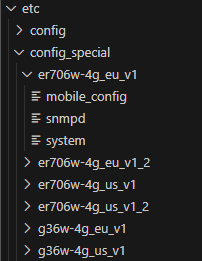 etc
config
config_special
er706w-4g_eu_v1
mobile_config
snmpd
system
er706w-4g_eu_v1_2
er706w-4g_us_v1
er706w-4g_us_v1_2
g36w-4g_eu_v1
g36w-4g_us_v1